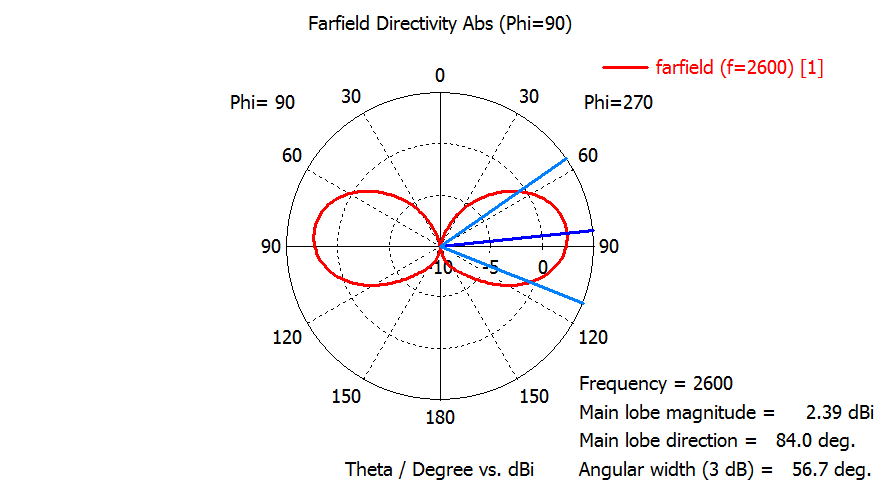 Farfield Directivity Abs (Phi=90)
farfield (f=2600) [1]
0
Phi= 90
30
30
Phi=270
60
60
90
-10
-5
0
90
120
120
150
150
180
Frequency = 2600
Main lobe magnitude = 2.39 dBi
Main lobe direction = 84.0 deg.
Theta / Degree vs. dBi
Angular width (3 dB) = 56.7 deg.